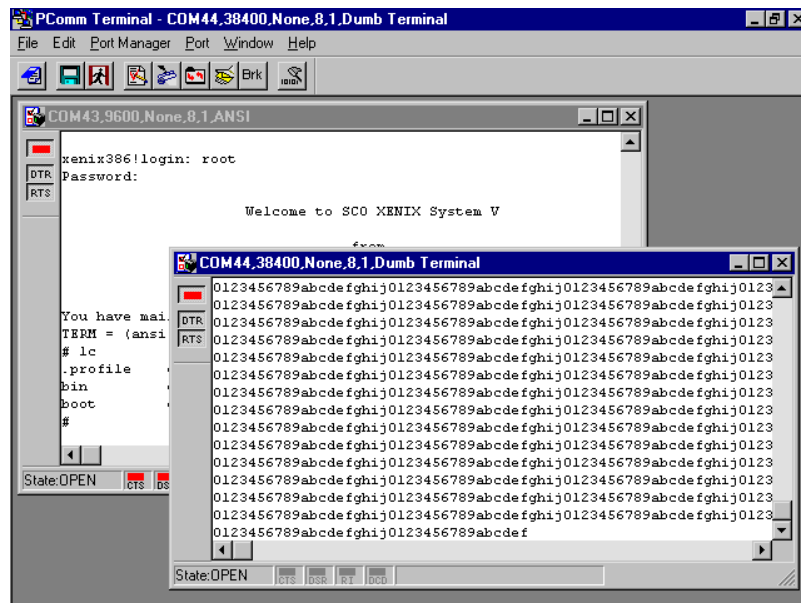 PComm Terminal - COM44,38400,None,8,1,Dumb Terminal
File Edit Port Manager Port Window Help
Brk
COM43,9600,None,8,1,ANSI
DTR
RTS
xenix386!login: root
Password:
Welcome to SCO XENIX System V
from
You have mai
TERM = (ansi
# lc
.profile
bin
boot
#
State:OPEN
CTS
COM44,38400,None,8,1,Dumb Terminal
DTR
RTS
0123456789abcdefghij0123456789abcdefghij0123456789abcdefghij0123
0123456789abcdefghij0123456789abcdefghij0123456789abcdefghij0123
0123456789abcdefghij0123456789abcdefghij0123456789abcdefghij0123
0123456789abcdefghij0123456789abcdefghij0123456789abcdefghij0123
0123456789abcdefghij0123456789abcdefghij0123456789abcdefghij0123
0123456789abcdefghij0123456789abcdefghij0123456789abcdefghij0123
0123456789abcdefghij0123456789abcdefghij0123456789abcdefghij0123
0123456789abcdefghij0123456789abcdefghij0123456789abcdefghij0123
0123456789abcdefghij0123456789abcdefghij0123456789abcdefghij0123
0123456789abcdefghij0123456789abcdefghij0123456789abcdefghij0123
0123456789abcdefghij0123456789abcdefghij0123456789abcdefghij0123
0123456789abcdefghij0123456789abcdefghij0123456789abcdefghij0123
0123456789abcdefghij0123456789abcdefghij0123456789abcdefghij0123
0123456789abcdefghij0123456789abcdefghij0123456789abcdefghij0123
0123456789abcdefghij0123456789abcdef
State:OPEN CTS DSR RI DCD